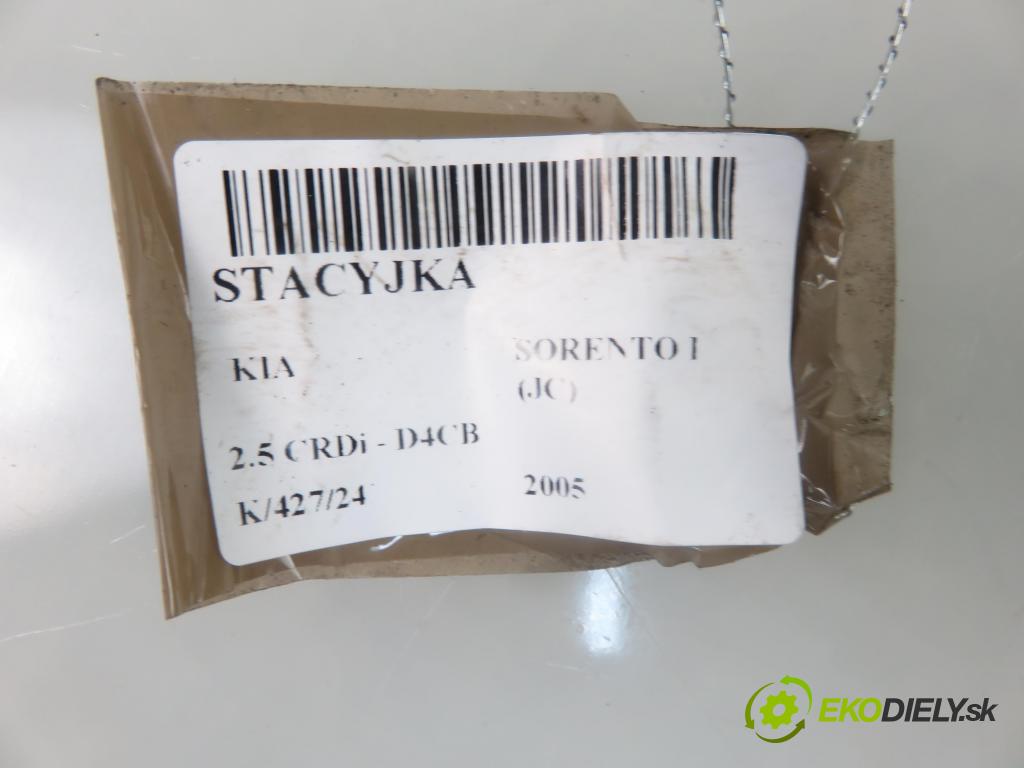 STACYJKA
KIA
SORENTO I
(JC)
2.5 CRDi - D4CB
K/427/24
2005
EKODIELY.sk